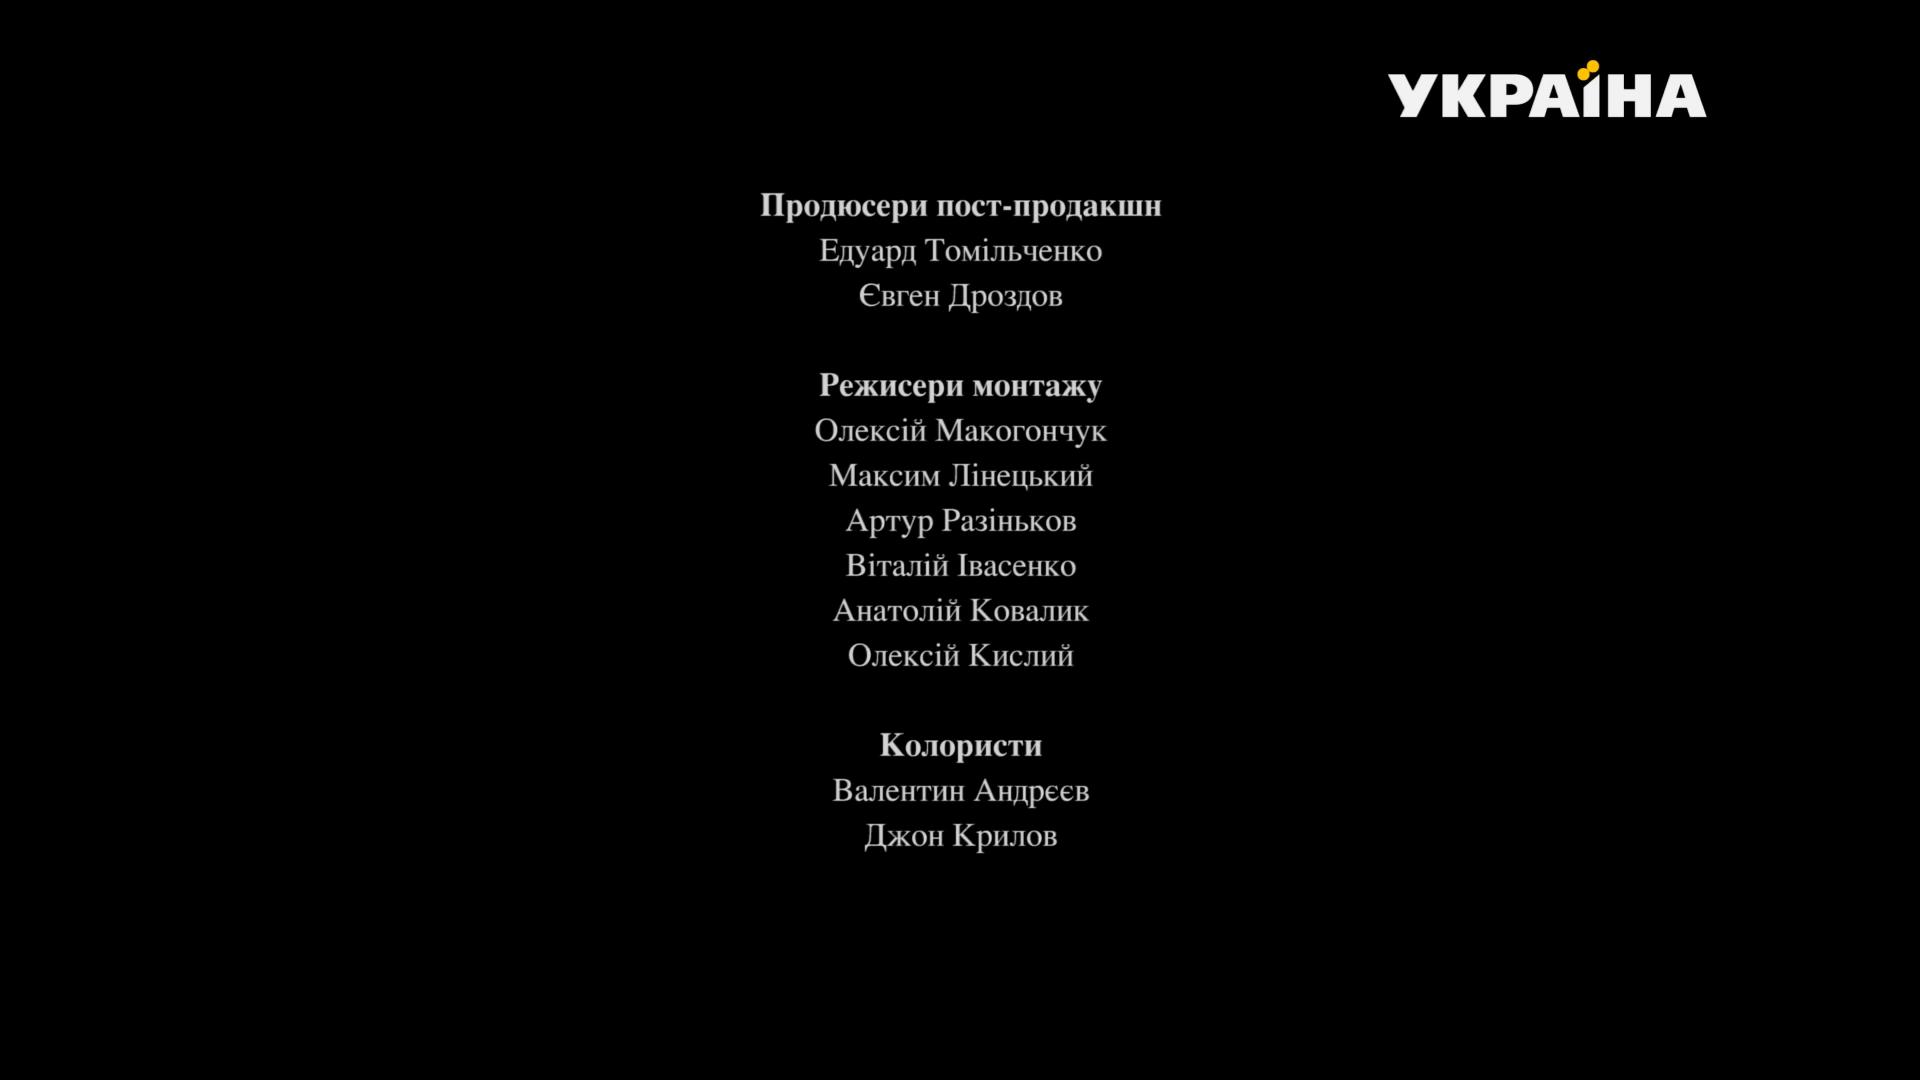 УКРАЇНА
Продюсери пост-продакшн
Едуард Томільченко
Євген Дроздов
Режисери монтажу
Олексій Макогончук
Максим Лінецький
Артур Разіньков
Віталій Івасенко
Анатолій Ковалик
Олексій Кислий
Колористи
Валентин Андрєєв
Джон Крилов